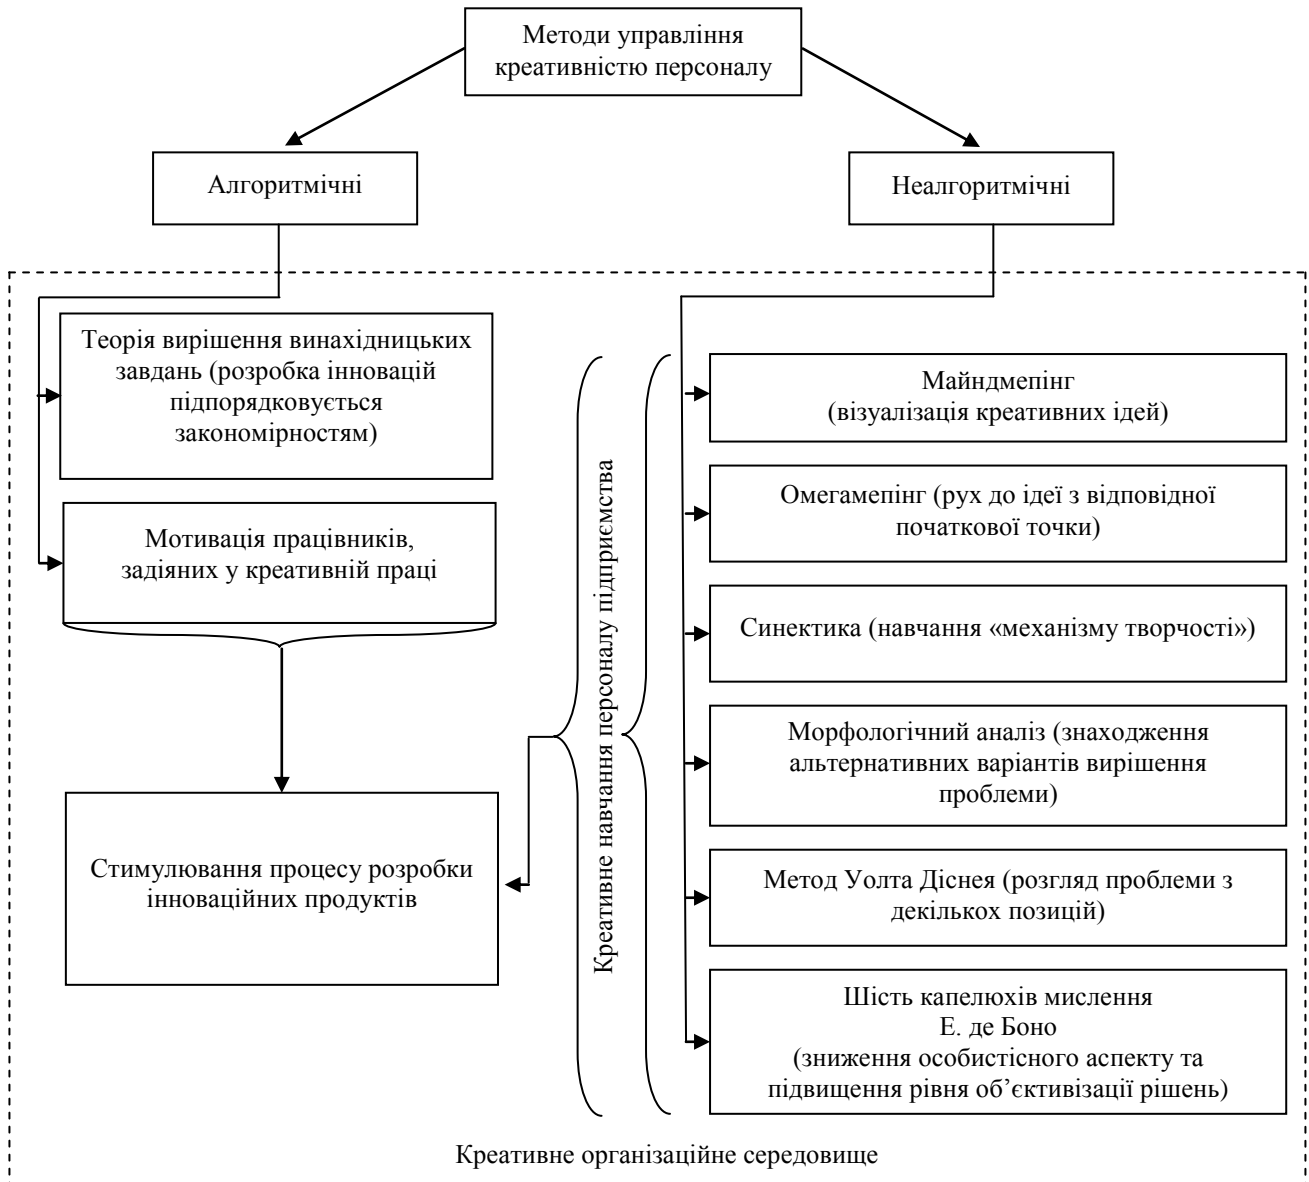 Методи управління
креативністю персоналу
Алгоритмічні
Неалгоритмічні
Теорія вирішення винахідницьких
завдань (розробка інновацій
підпорядковується
закономірностям)
Мотивація працівників,
задіяних у креативній праці
Стимулювання процесу розробки
інноваційних продуктів
Креативне навчання персоналу підприємства
Майндмепінг
(візуалізація креативних ідей)
Омегамепінг (рух до ідеї з відповідної
початкової точки)
Синектика (навчання «механізму творчості»)
Морфологічний аналіз (знаходження
альтернативних варіантів вирішення
проблеми)
Метод Уолта Діснея (розгляд проблеми з
декількох позицій)
Шість капелюхів мислення
Е. де Боно
(зниження особистісного аспекту та
підвищення рівня об’єктивізації рішень)
Креативне організаційне середовище